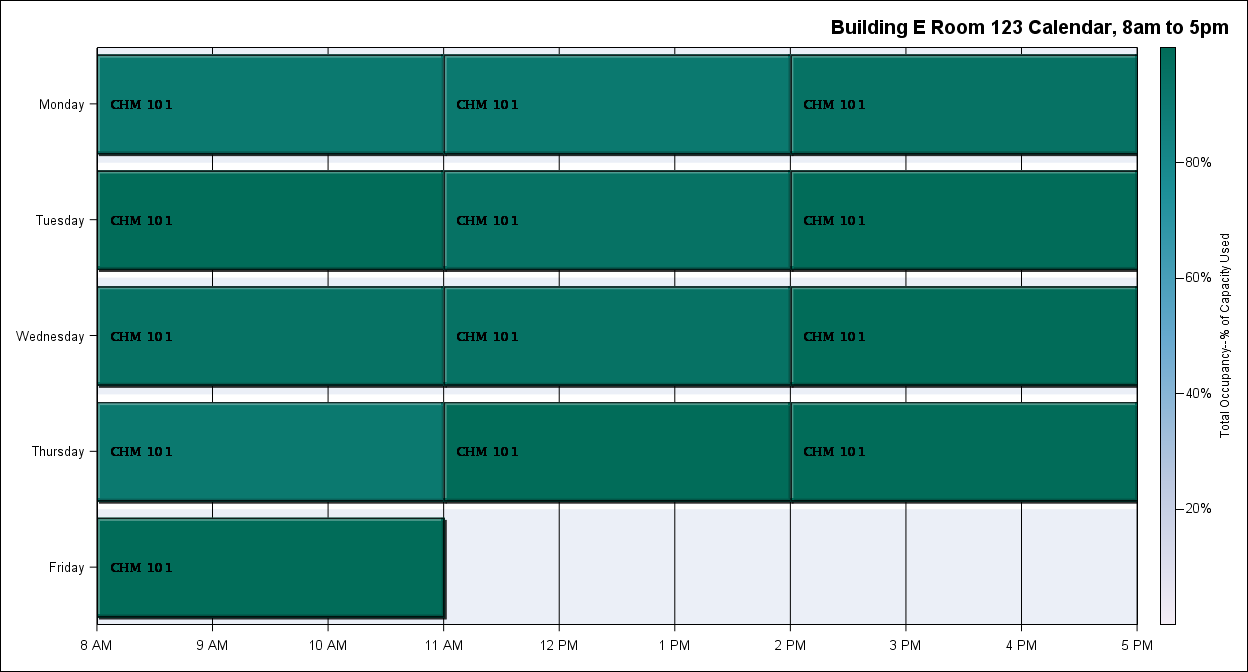 Building E Room 123 Calendar, 8am to 5pm
Monday
CHM 101
CHM 101
CHM 101
Tuesday
CHM 101
CHM 101
CHM 101
Wednesday
CHM 101
CHM 101
CHM 101
Thursday
CHM 101
CHM 101
CHM 101
Friday
CHM 101
8 AM
9 AM
10 AM
11 AM
12 PM
1 PM
2 PM
3 PM
4 PM
5 PM
80%
60%
40%
20%
Total Occupancy--% of Capacity Used